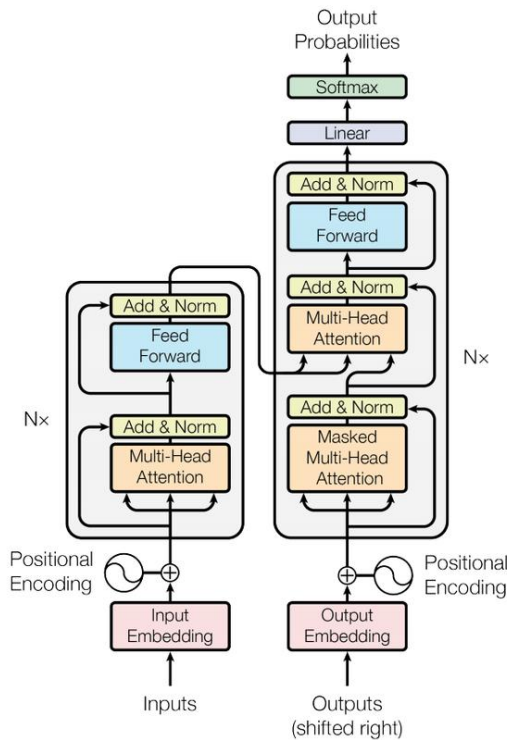 Output
Probabilities
Softmax
Linear
Add & Norm
Feed
Forward
Add & Norm
Multi-Head
Attention
Add & Norm
Masked
Multi-Head
Attention
N×
Add & Norm
Feed
Forward
Add & Norm
Multi-Head
Attention
N×
Positional
Encoding
Positional
Encoding
Input
Embedding
Output
Embedding
Inputs
Outputs
(shifted right)